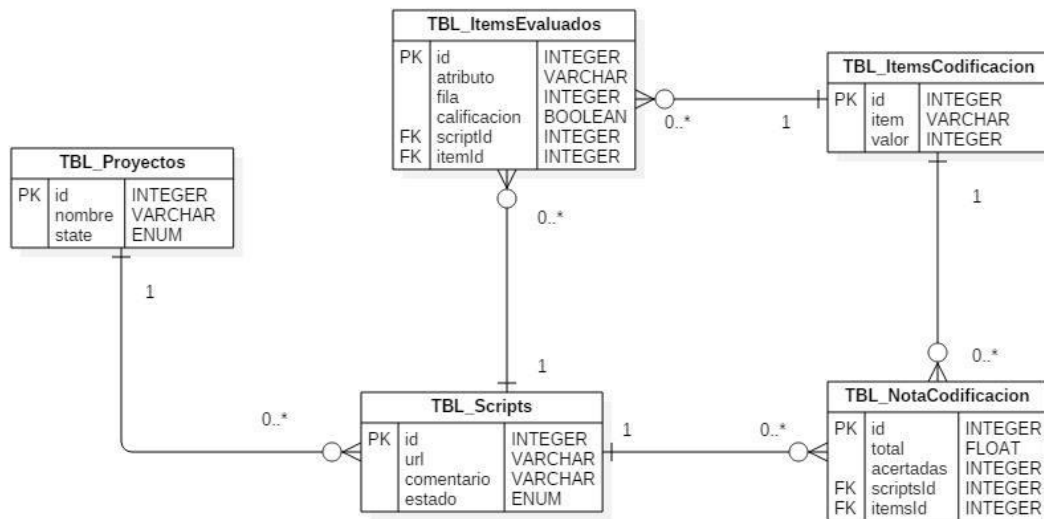 TBL_ItemsEvaluados
PK id INTEGER
atributo VARCHAR
fila INTEGER
calificacion BOOLEAN
FK scriptId INTEGER
FK itemId INTEGER
0..*
1
TBL_ItemsCodificacion
PK id INTEGER
item VARCHAR
valor INTEGER
TBL_Proyectos
PK id INTEGER
nombre VARCHAR
state ENUM
0..*
1
1
1
0..*
0..*
TBL_Scripts
PK id INTEGER
url VARCHAR
comentario VARCHAR
estado ENUM
1
0..*
TBL_NotaCodificacion
PK id INTEGER
total FLOAT
acertadas INTEGER
FK scriptsId INTEGER
FK itemsId INTEGER